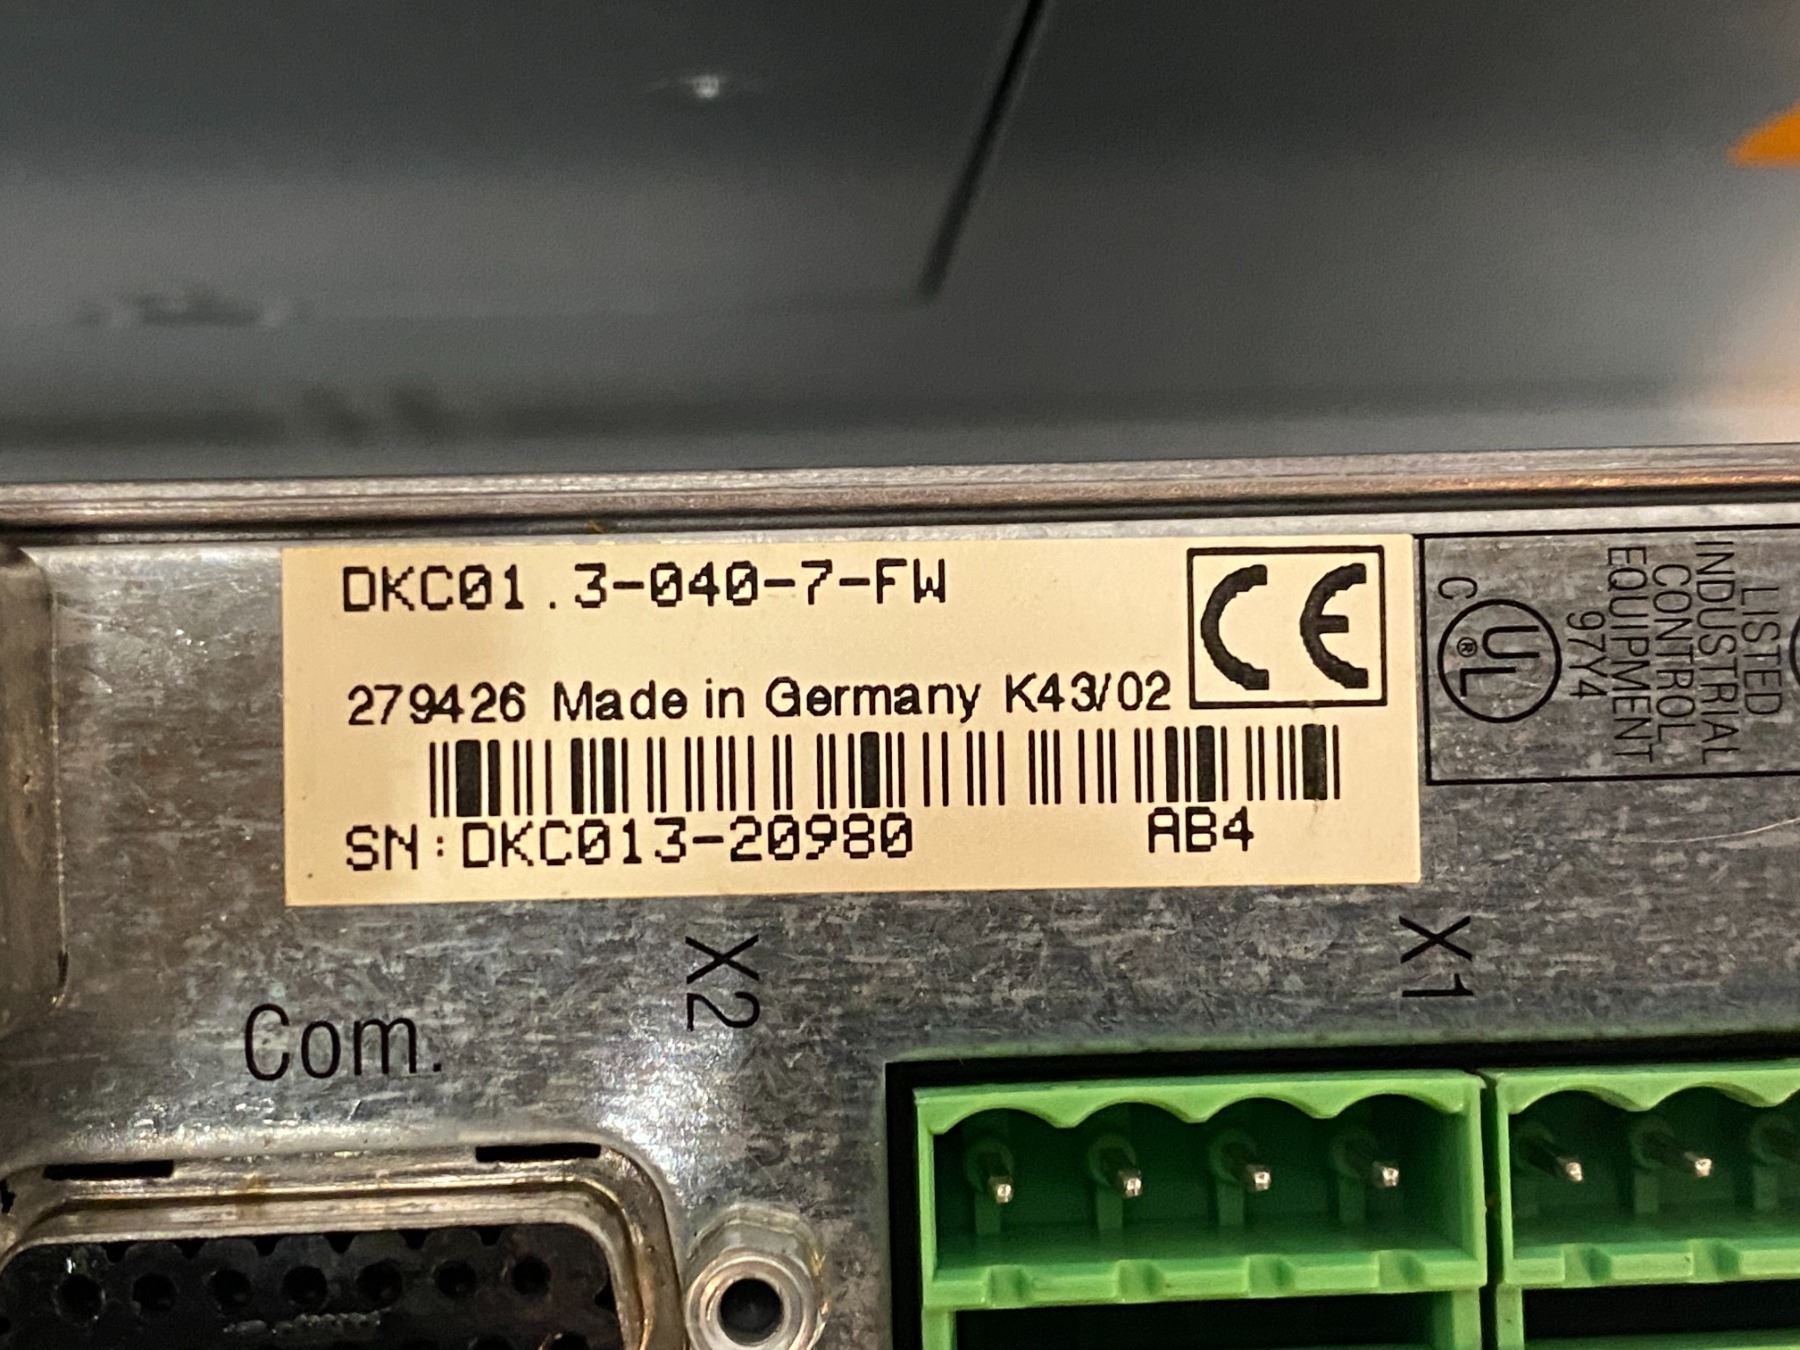 DKC01.3-040-7-FW
CE
279426 Made in Germany K43/02
SN:DKC013-20980 AB4
C UL ®
LISTED
INDUSTRIAL
CONTROL
EQUIPMENT
97Y4
X2
X1
Com.